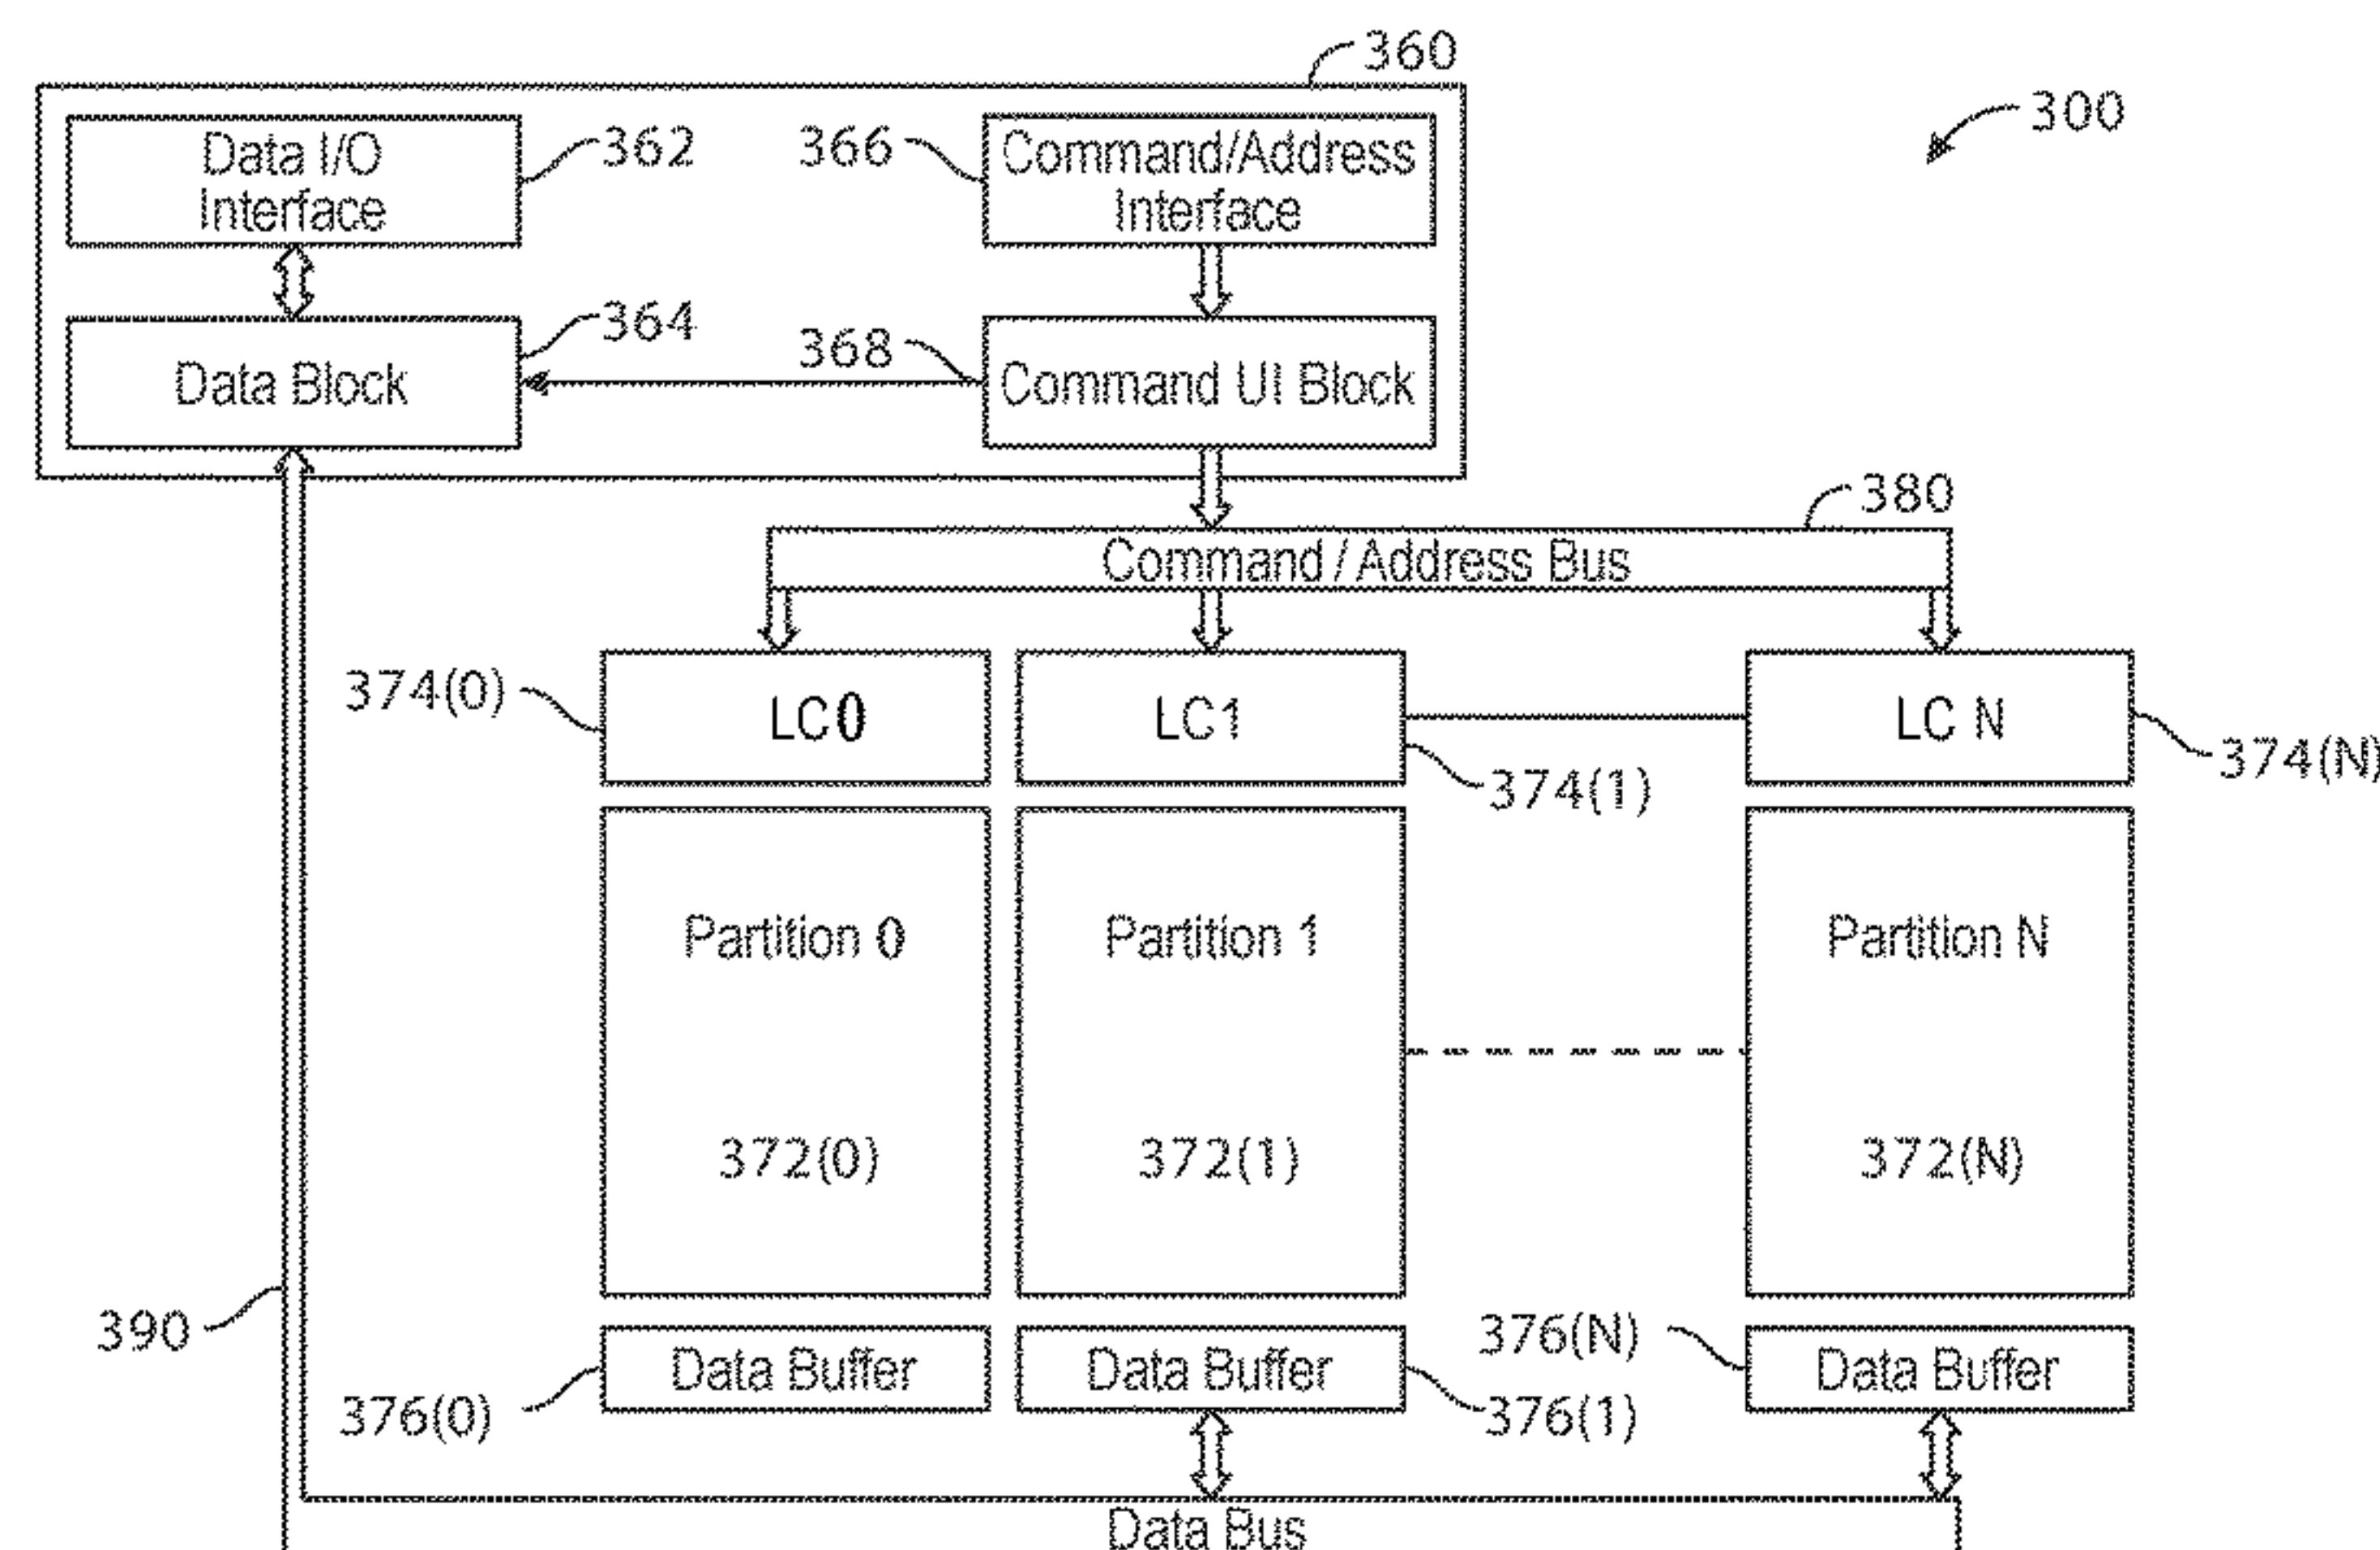 360
300
Data I/O
Interface
362
366
Command/Address
Interface
364
368
Data Block
Command UI Block
380
Command / Address Bus
374(0)
LC0
LC1
LC N
374(1)
374(N)
Partition 0
Partition 1
Partition N
372(0)
372(1)
372(N)
390
376(0)
Data Buffer
Data Buffer
376(1)
376(N)
Data Buffer
Data Bus